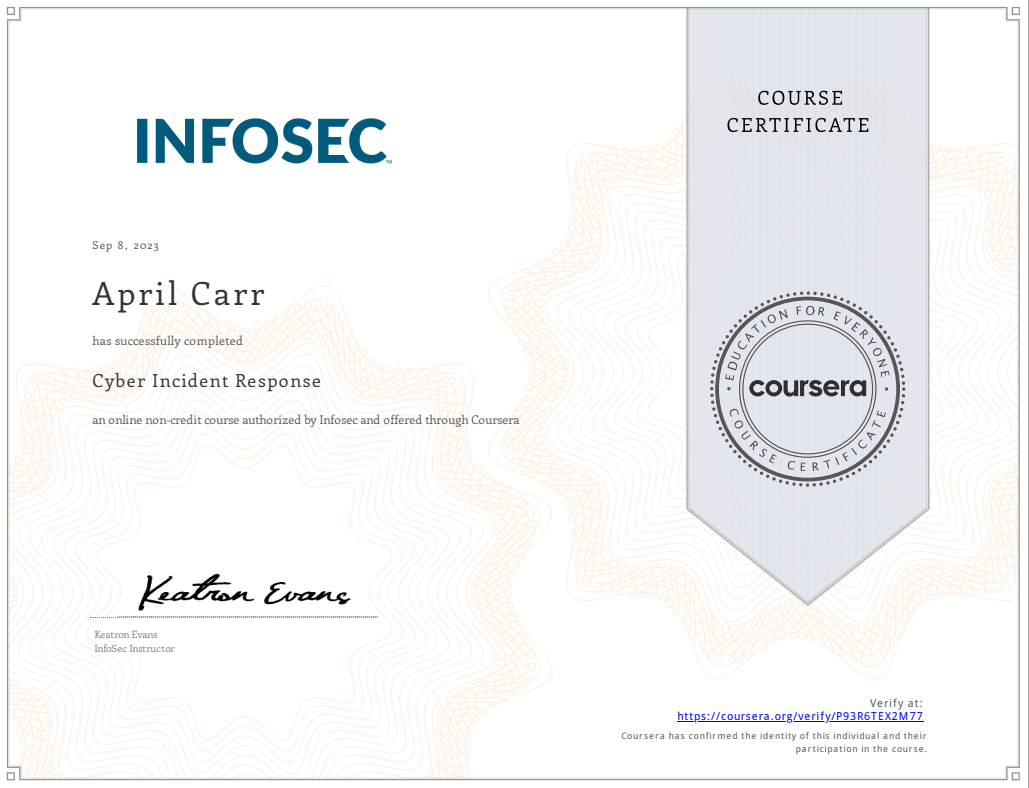 INFOSEC™
COURSE
CERTIFICATE
Sep 8, 2023
April Carr
has successfully completed
Cyber Incident Response
an online non-credit course authorized by Infosec and offered through Coursera
EDUCATION FOR EVERYONE
coursera
COURSE CERTIFICATE
Keatron Evans
Keatron Evans
InfoSec Instructor
Verify at:
https://coursera.org/verify/P93R6TEX2M77
Coursera has confirmed the identity of this individual and their
participation in the course.